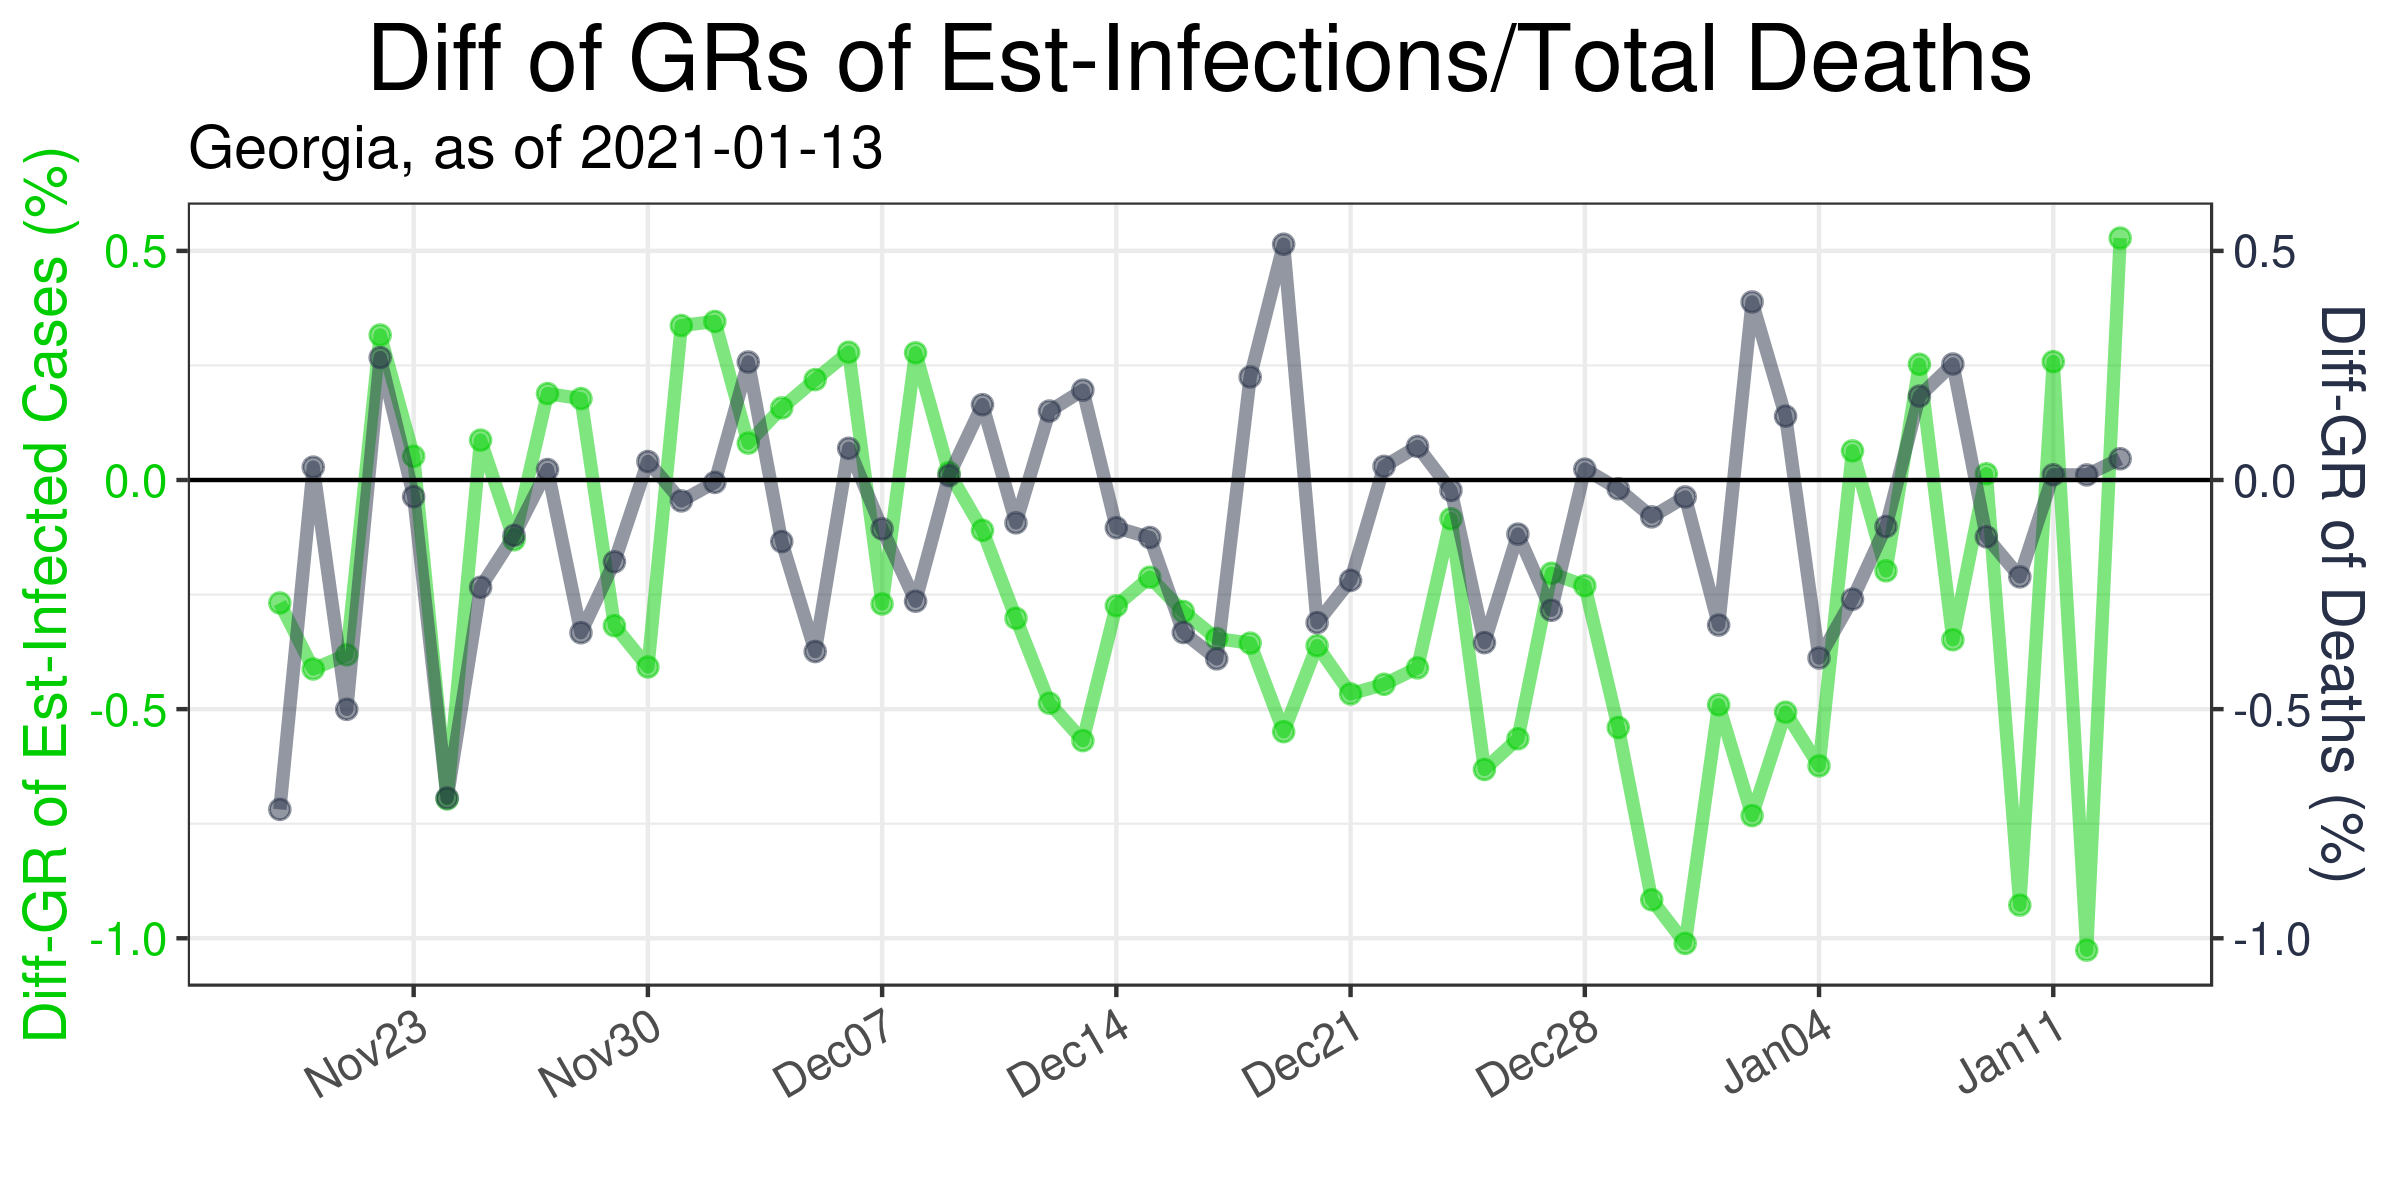 Diff of GRs of Est-Infections/Total Deaths
Georgia, as of 2021-01-13
Diff-GR of Est-Infected Cases (%)
0.5
0.0
-0.5
-1.0
0.5
0.0
-0.5
-1.0
Diff-GR of Deaths (%)
Nov23
Nov30
Dec07
Dec14
Dec21
Dec28
Jan04
Jan11